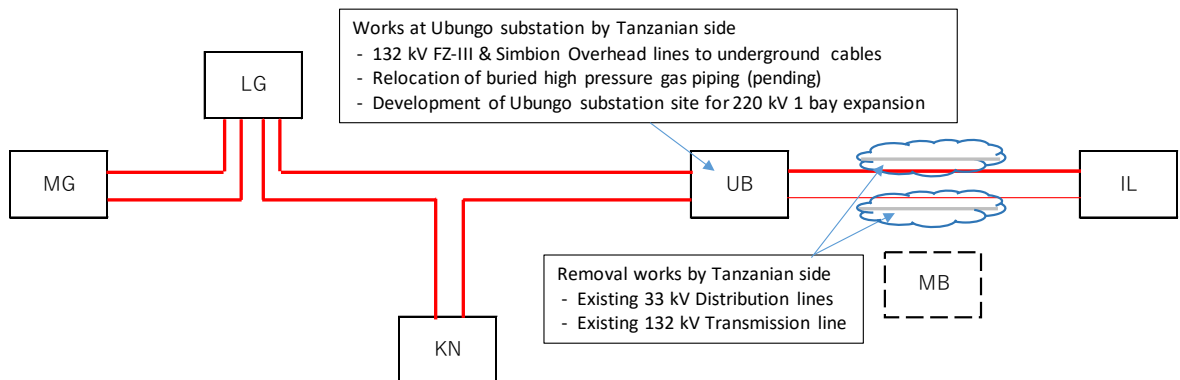 Works at Ubungo substation by Tanzanian side
- 132 kV FZ-III & Simbion Overhead lines to underground cables
- Relocation of buried high pressure gas piping (pending)
- Development of Ubungo substation site for 220 kV 1 bay expansion
LG
MG
UB
IL
Removal works by Tanzanian side
- Existing 33 kV Distribution lines
- Existing 132 kV Transmission line
MB
KN